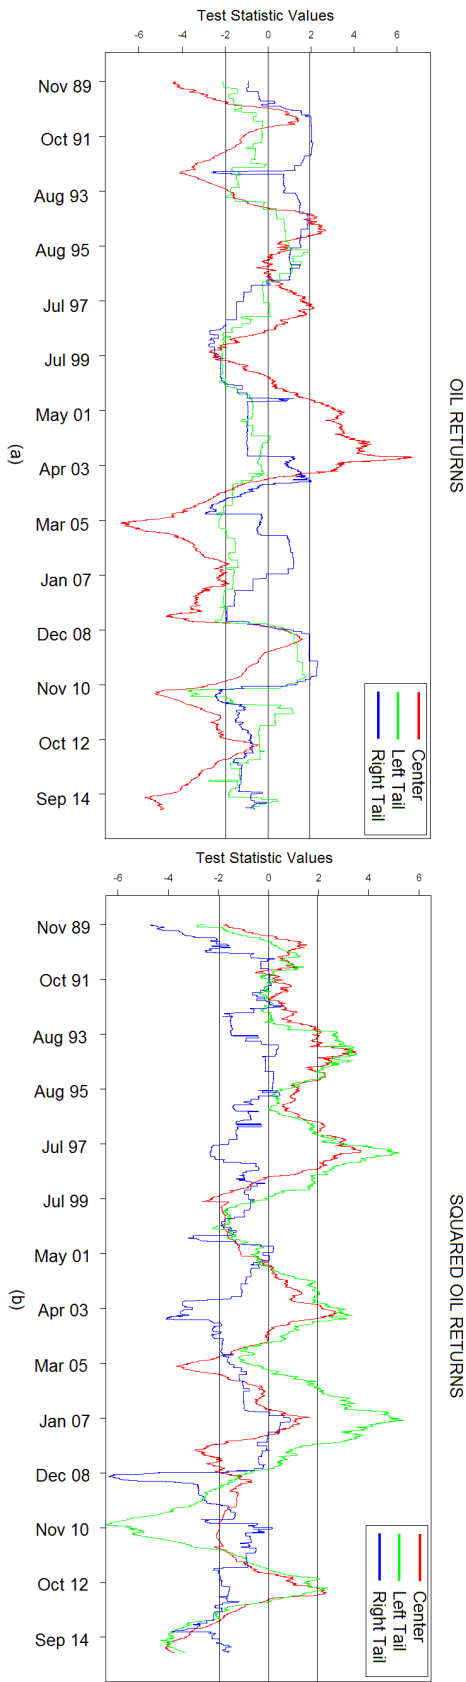 OIL RETURNS
Test Statistic Values
6
4
2
0
-2
-4
-6
Center
Left Tail
Right Tail
Nov 89
Oct 91
Aug 93
Aug 95
Jul 97
Jul 99
May 01
Apr 03
Mar 05
Jan 07
Dec 08
Nov 10
Oct 12
Sep 14
(a)
SQUARED OIL RETURNS
Test Statistic Values
6
4
2
0
-2
-4
-6
Center
Left Tail
Right Tail
Nov 89
Oct 91
Aug 93
Aug 95
Jul 97
Jul 99
May 01
Apr 03
Mar 05
Jan 07
Dec 08
Nov 10
Oct 12
Sep 14
(b)